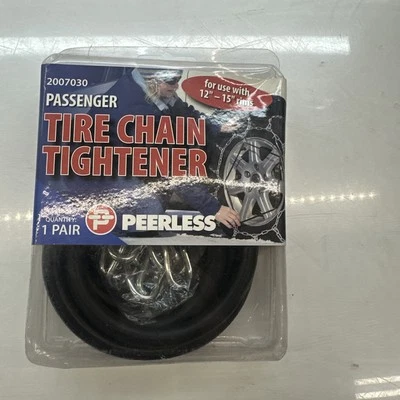 2007030
PASSENGER
for use with
12" - 15" rims
TIRE CHAIN
TIGHTENER
QUANTITY:
1 PAIR
P
PEERLESS